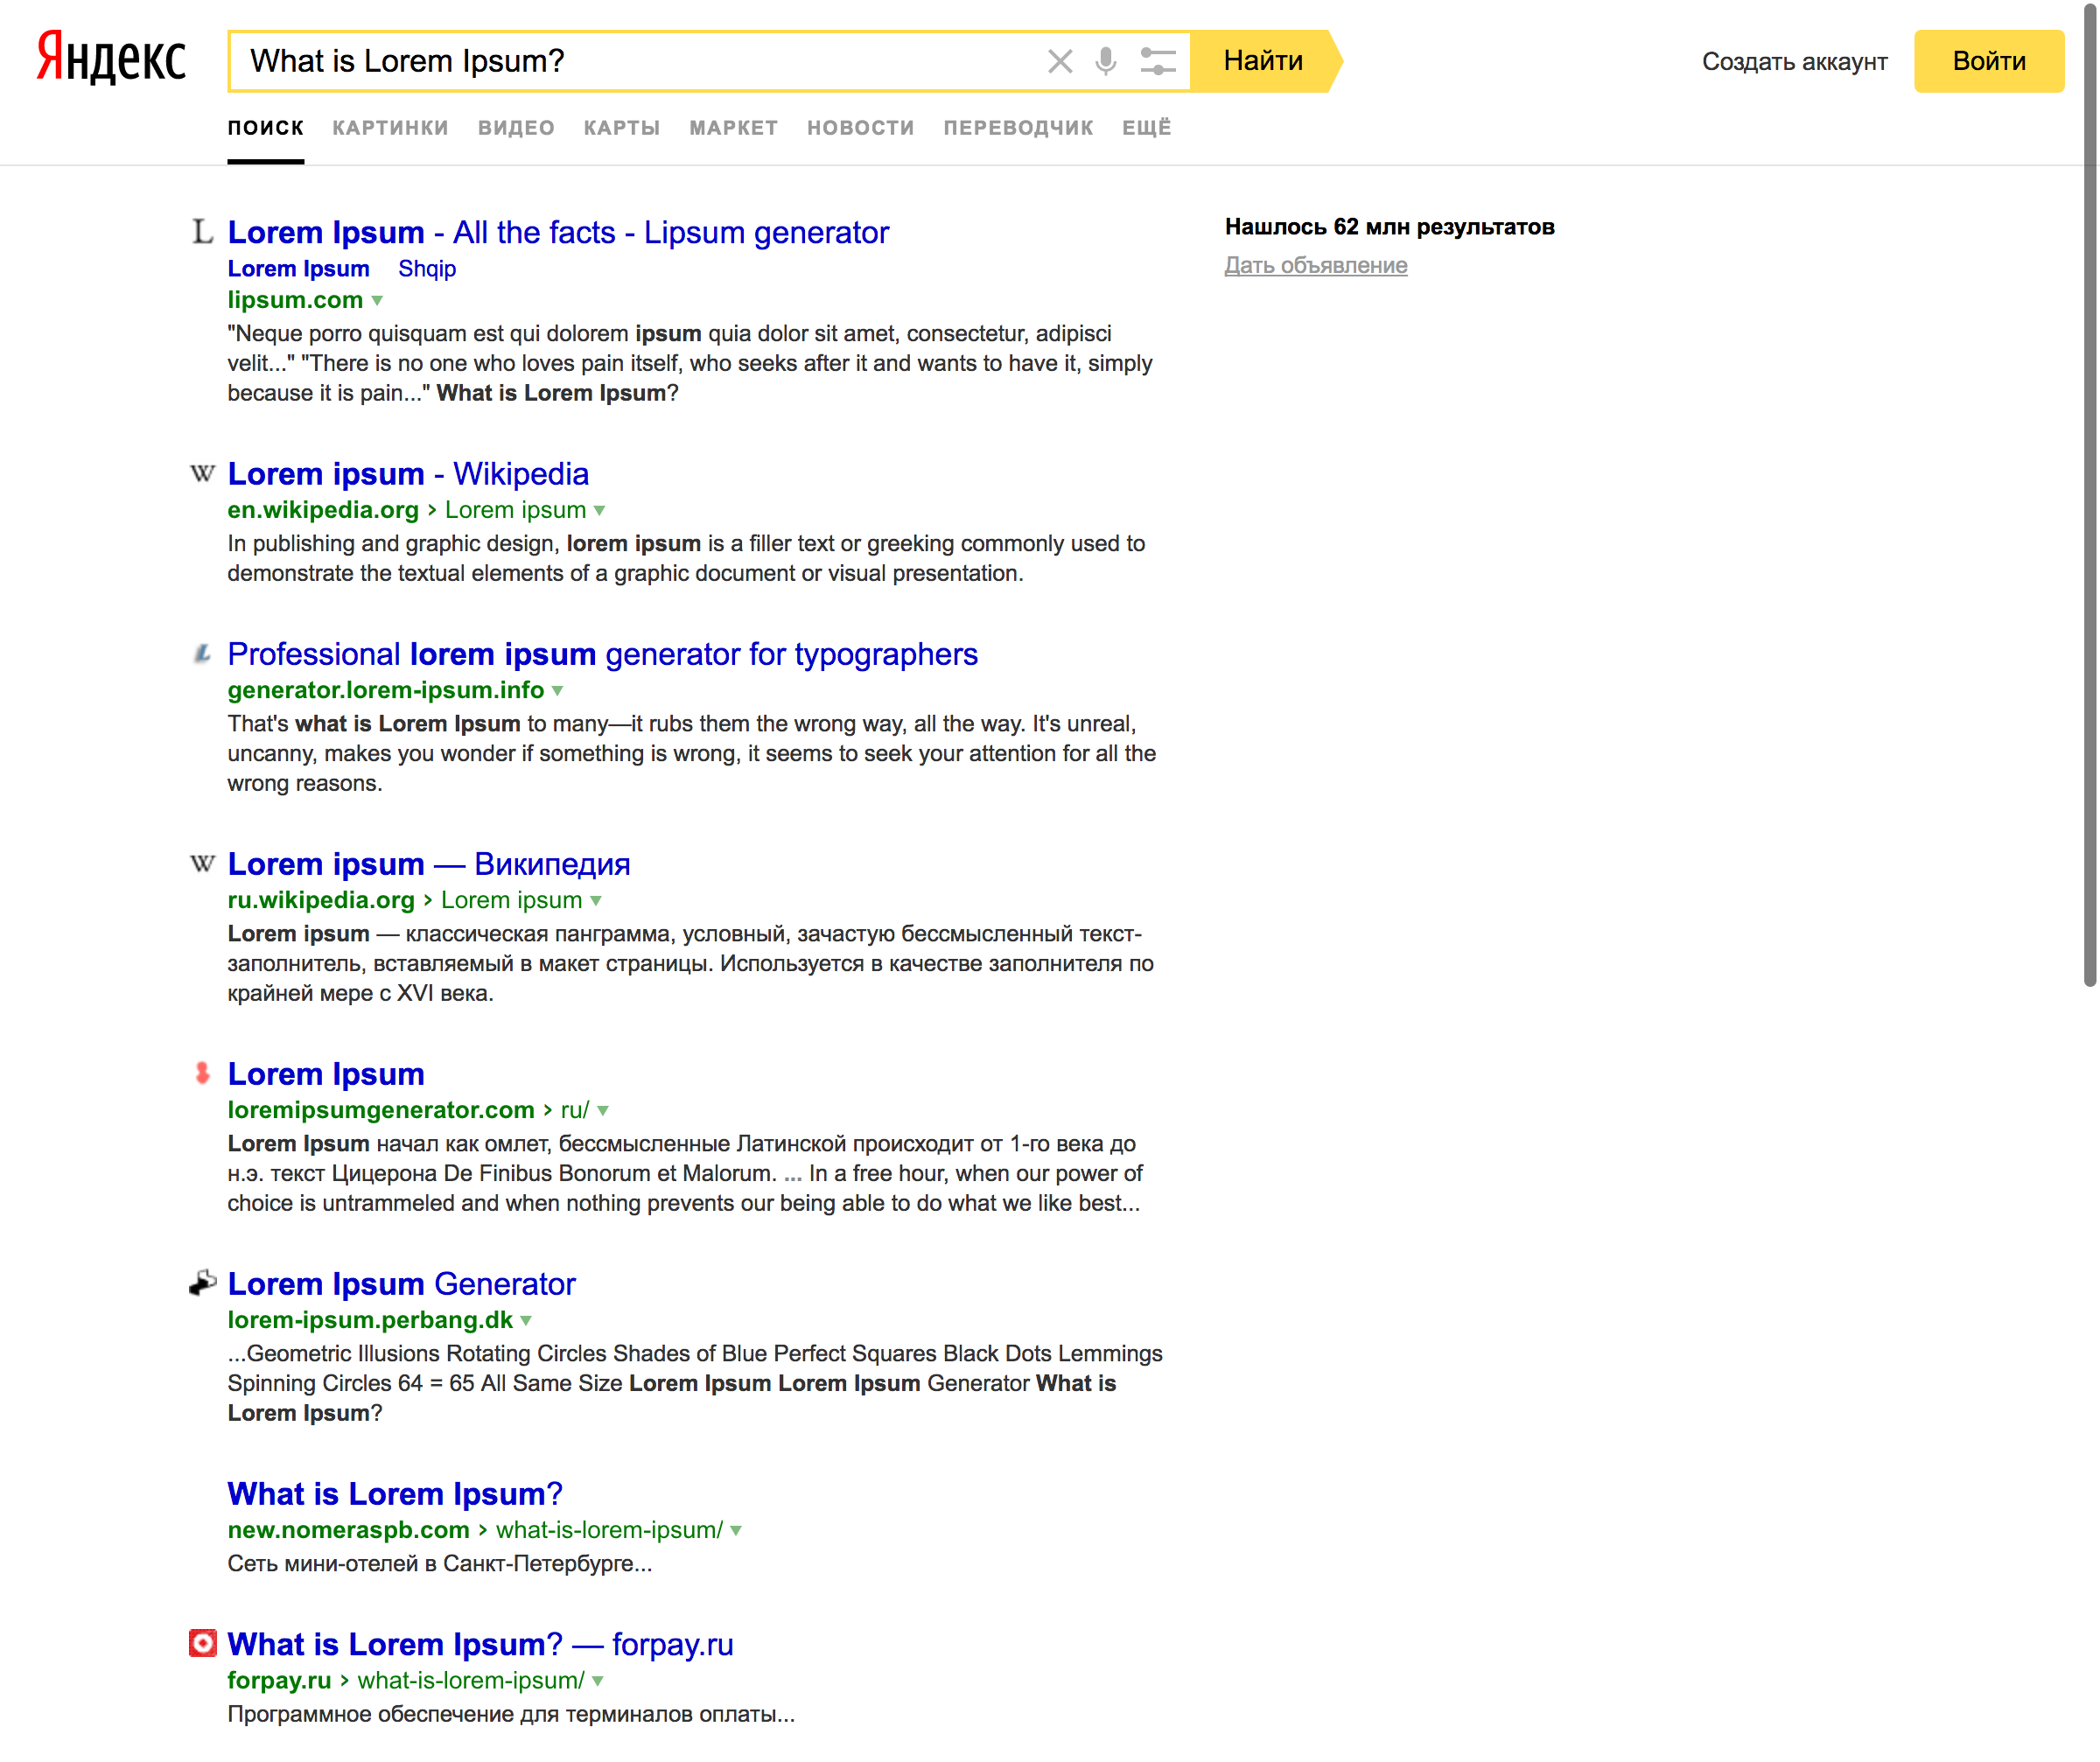 Яндекс
What is Lorem Ipsum?
Найти
Создать аккаунт
Войти
ПОИСК КАРТИНКИ ВИДЕО КАРТЫ МАРКЕТ НОВОСТИ ПЕРЕВОДЧИК ЕЩЁ
L Lorem Ipsum - All the facts - Lipsum generator
Lorem Ipsum Shqip
lipsum.com
"Neque porro quisquam est qui dolorem ipsum quia dolor sit amet, consectetur, adipisci
velit..." "There is no one who loves pain itself, who seeks after it and wants to have it, simply
because it is pain..." What is Lorem Ipsum?
W Lorem ipsum - Wikipedia
en.wikipedia.org › Lorem ipsum
In publishing and graphic design, lorem ipsum is a filler text or greeking commonly used to
demonstrate the textual elements of a graphic document or visual presentation.
L Professional lorem ipsum generator for typographers
generator.lorem-ipsum.info
That's what is Lorem Ipsum to many—it rubs them the wrong way, all the way. It's unreal,
uncanny, makes you wonder if something is wrong, it seems to seek your attention for all the
wrong reasons.
W Lorem ipsum — Википедия
ru.wikipedia.org › Lorem ipsum
Lorem ipsum — классическая панграмма, условный, зачастую бессмысленный текст-
заполнитель, вставляемый в макет страницы. Используется в качестве заполнителя по
крайней мере с XVI века.
Lorem Ipsum
loremipsumgenerator.com › ru/
Lorem Ipsum начал как омлет, бессмысленные Латинской происходит от 1-го века до
н.э. текст Цицерона De Finibus Bonorum et Malorum. ... In a free hour, when our power of
choice is untrammeled and when nothing prevents our being able to do what we like best...
Lorem Ipsum Generator
lorem-ipsum.perbang.dk
...Geometric Illusions Rotating Circles Shades of Blue Perfect Squares Black Dots Lemmings
Spinning Circles 64 = 65 All Same Size Lorem Ipsum Lorem Ipsum Generator What is
Lorem Ipsum?
What is Lorem Ipsum?
new.nomeraspb.com › what-is-lorem-ipsum/
Сеть мини-отелей в Санкт-Петербурге...
What is Lorem Ipsum? — forpay.ru
forpay.ru › what-is-lorem-ipsum/
Программное обеспечение для терминалов оплаты...
Нашлось 62 млн результатов
Дать объявление